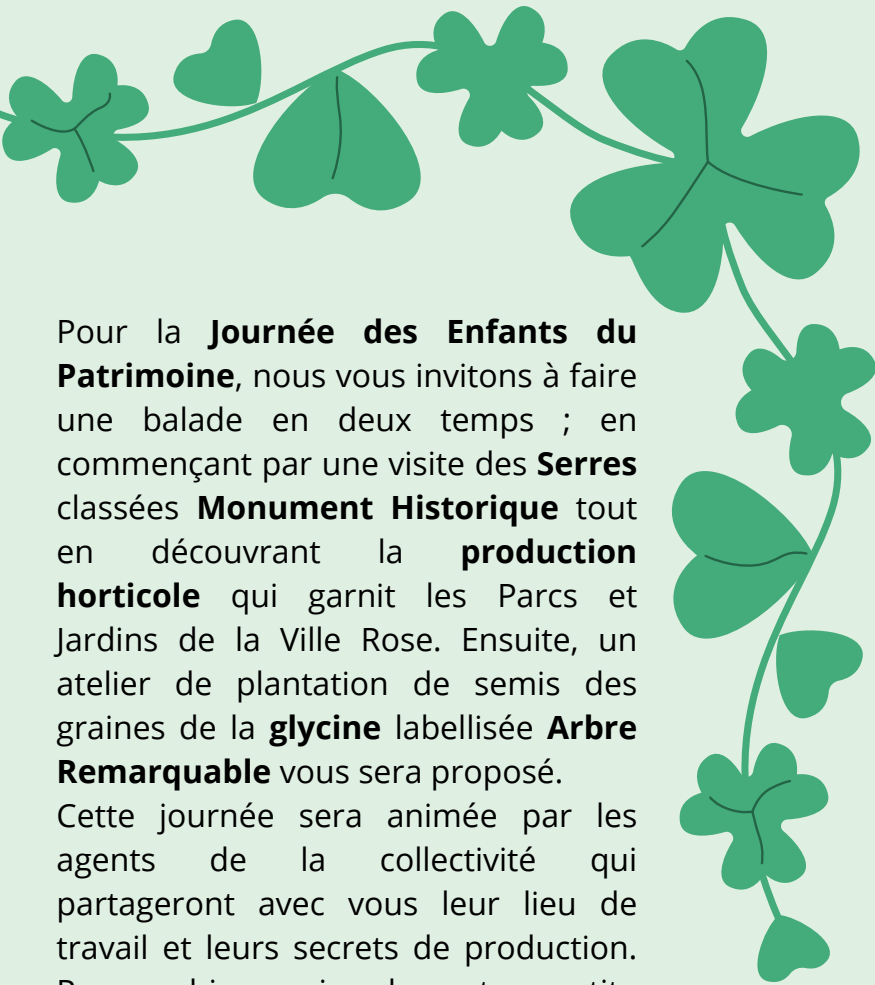 Pour la Journée des Enfants du
Patrimoine, nous vous invitons à faire
une balade en deux temps ; en
commençant par une visite des Serres
classées Monument Historique tout
en découvrant la production
horticole qui garnit les Parcs et
Jardins de la Ville Rose. Ensuite, un
atelier de plantation de semis des
graines de la glycine labellisée Arbre
Remarquable vous sera proposé.
Cette journée sera animée par les
agents de la collectivité qui
partageront avec vous leur lieu de
travail et leurs secrets de production.